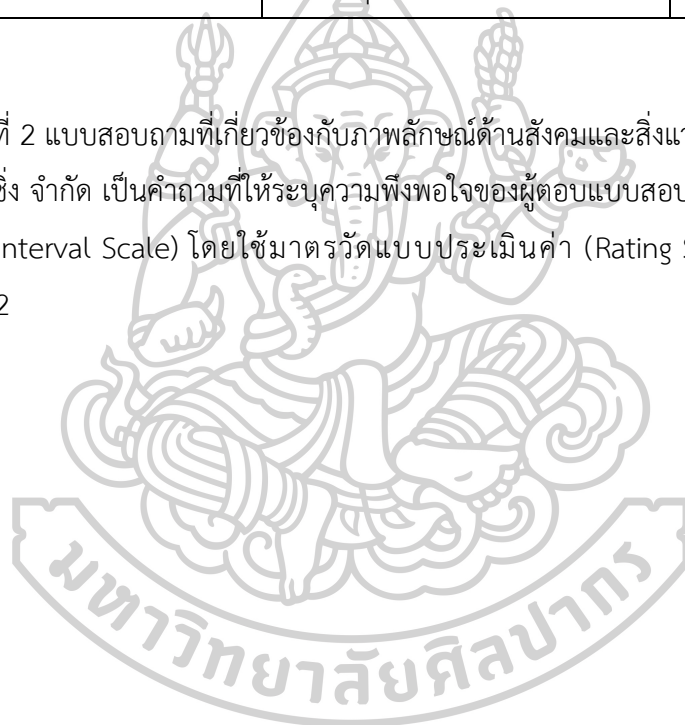 ที่ 2 แบบสอบถามที่เกี่ยวข้องกับภาพลักษณ์ด้านสังคมและสิ่งแว
ซิ่ง จำกัด เป็นคำถามที่ให้ระบุความพึงพอใจของผู้ตอบแบบสอบ
nterval Scale) โดยใช้มาตรวัดแบบประเมินค่า (Rating
2
มหาวิทยาลัยศิลปากร